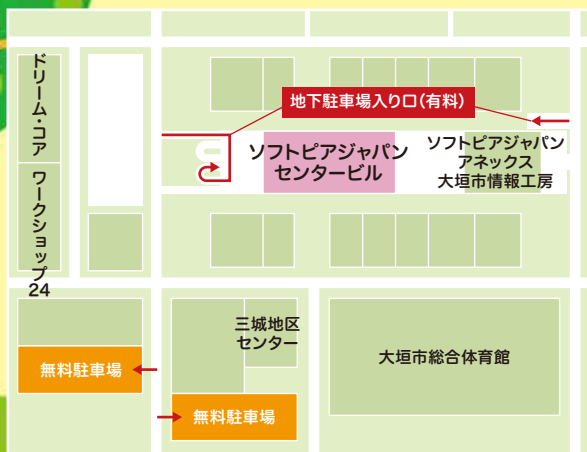 ドリーム・コア
ワークショップ24
地下駐車場入り口(有料)
ソフトピアジャパン
センタービル
ソフトピアジャパン
アネックス
大垣市情報工房
三城地区
センター
無料駐車場
無料駐車場
大垣市総合体育館